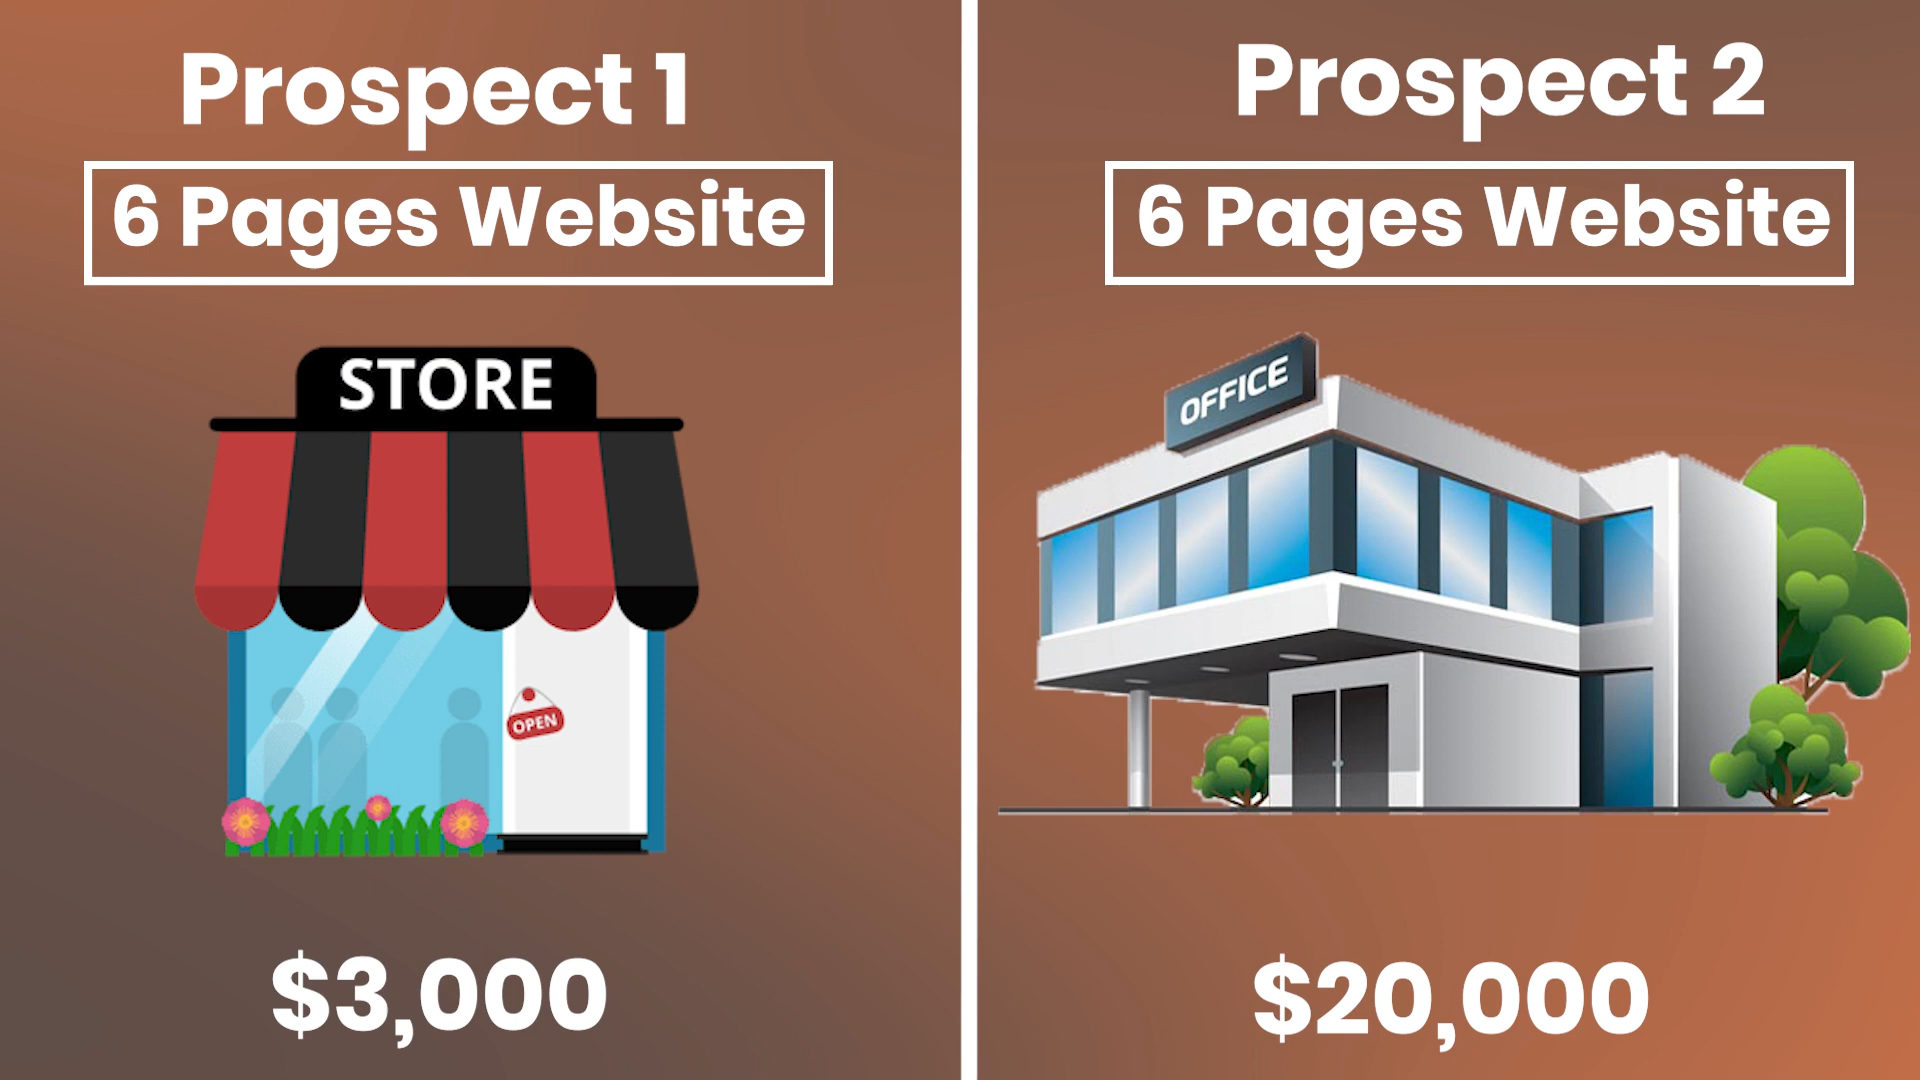 Prospect 1
6 Pages Website
STORE
OPEN
$3,000
Prospect 2
6 Pages Website
OFFICE
$20,000